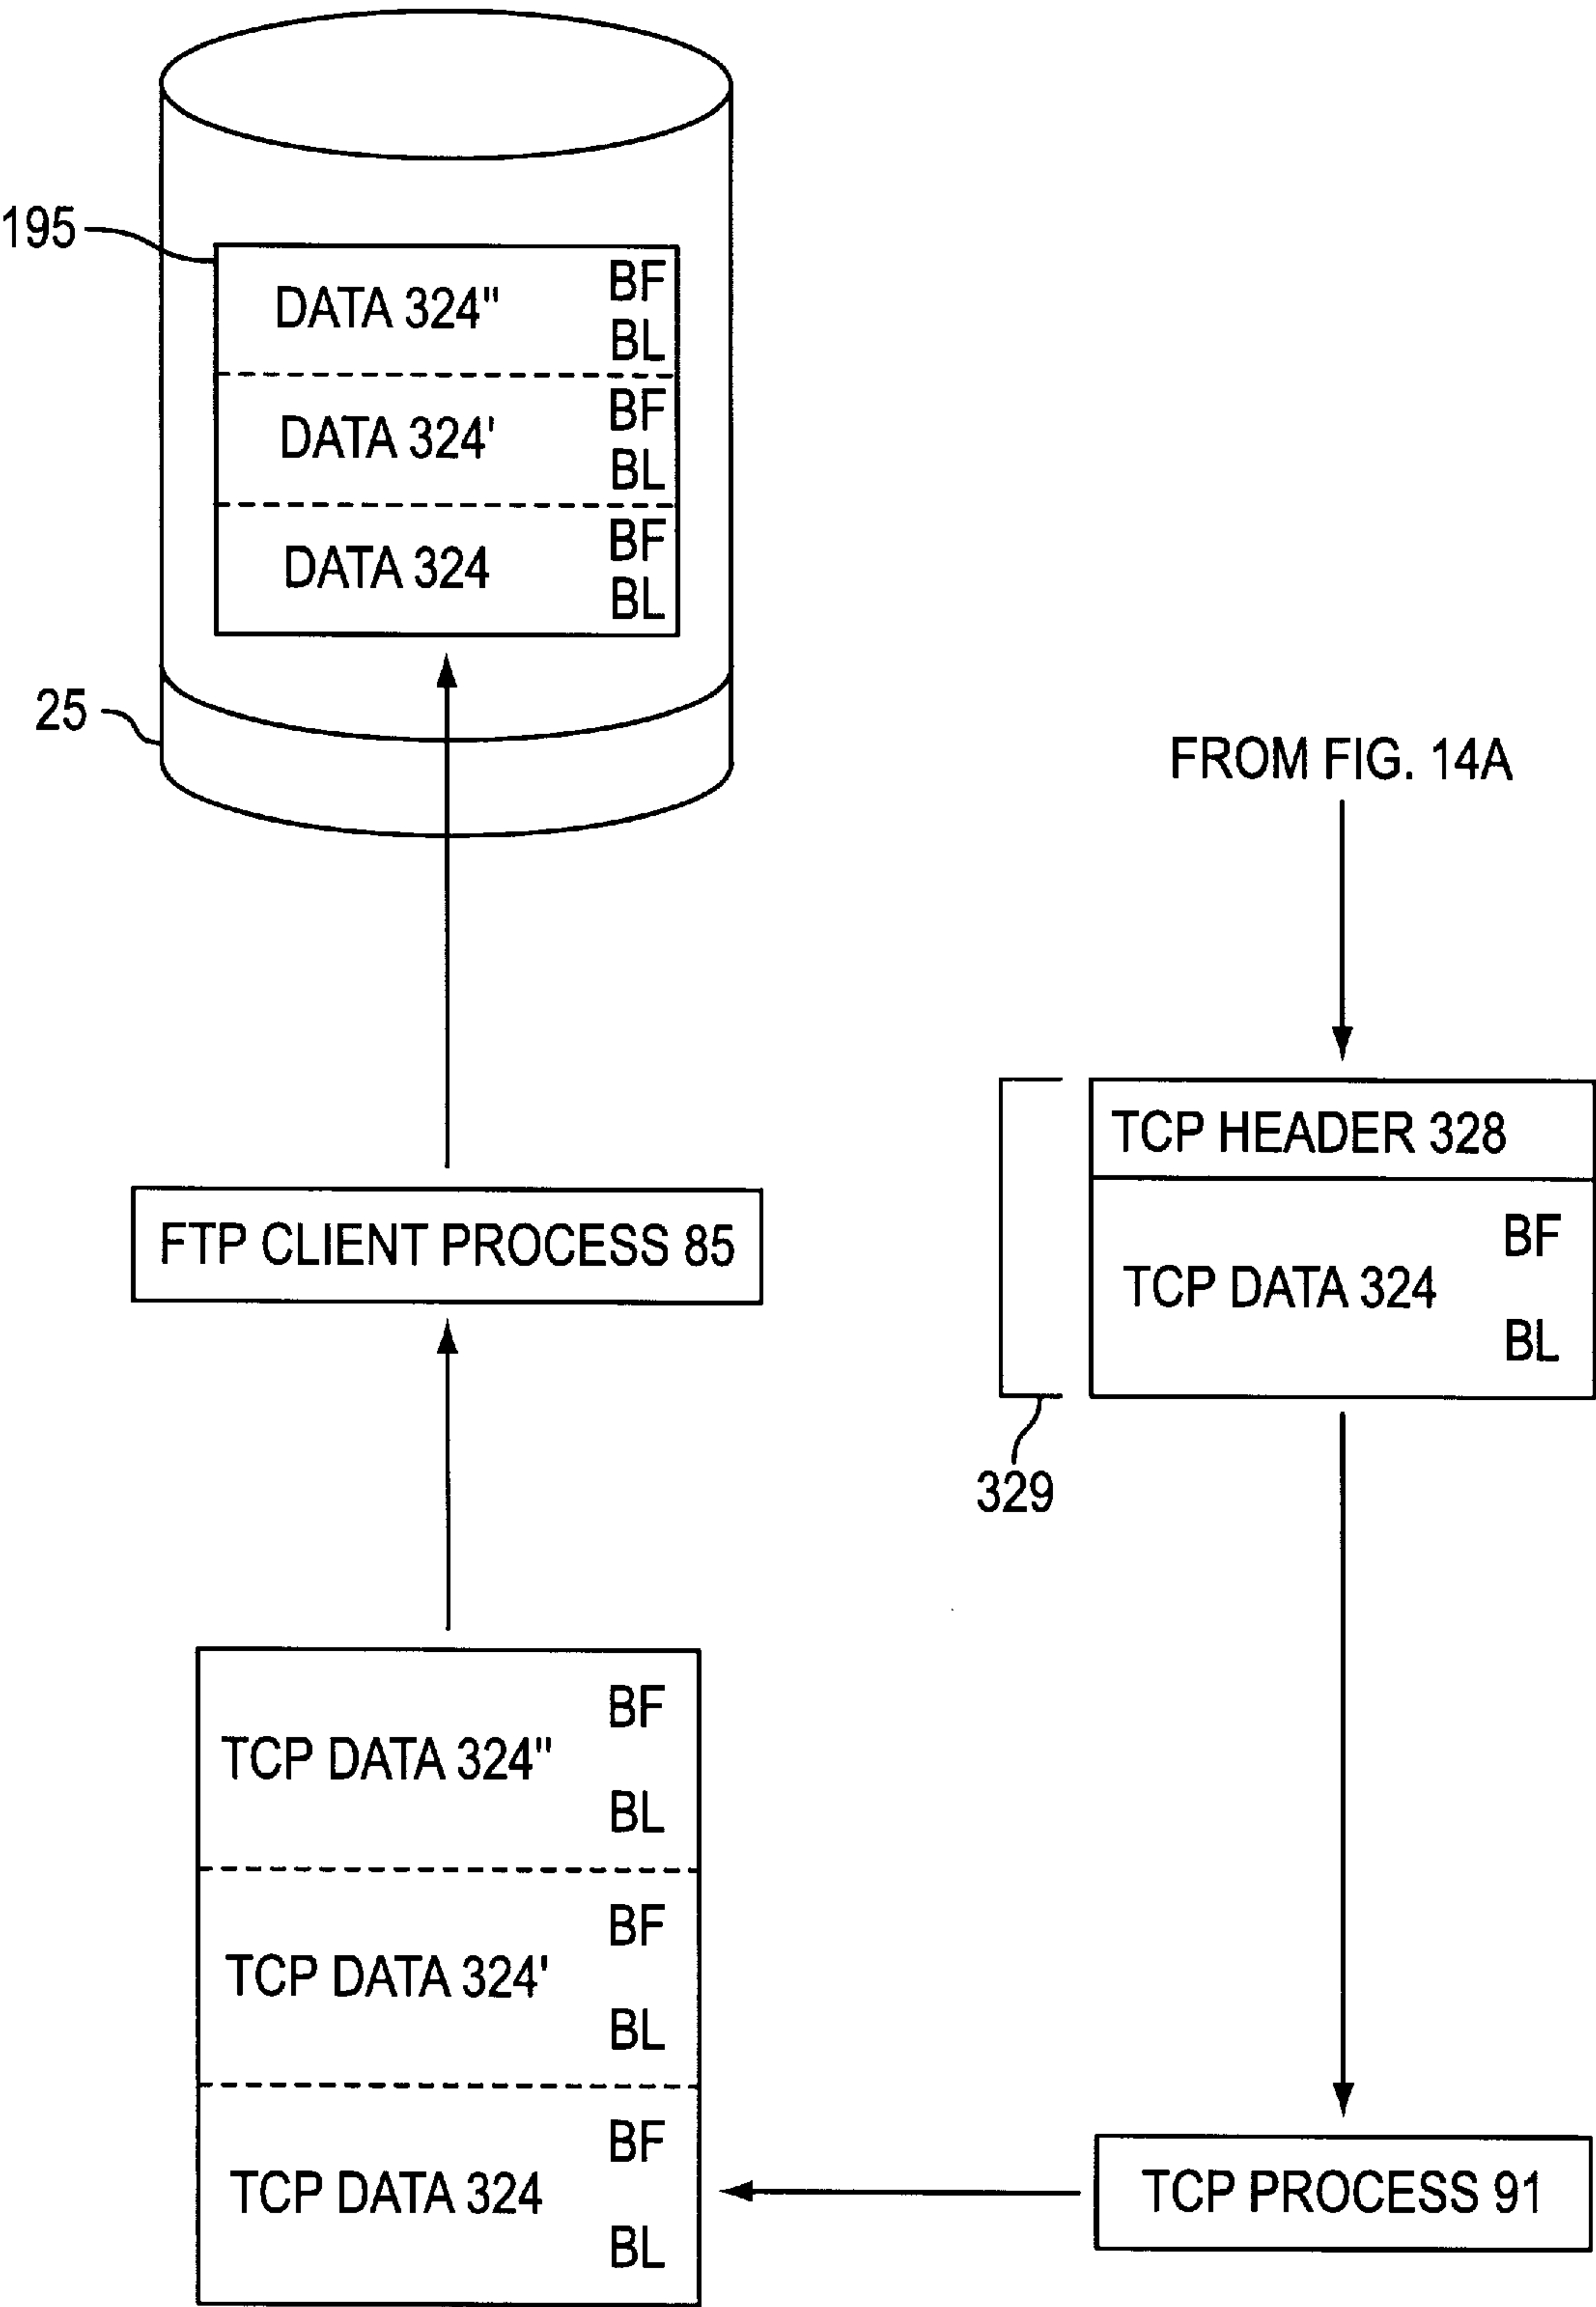 195
DATA 324" BF
BL
DATA 324' BF
BL
DATA 324 BF
BL
25
FROM FIG. 14A
TCP HEADER 328
TCP DATA 324 BF
BL
329
FTP CLIENT PROCESS 85
TCP DATA 324" BF
BL
TCP DATA 324' BF
BL
TCP DATA 324 BF
BL
TCP PROCESS 91